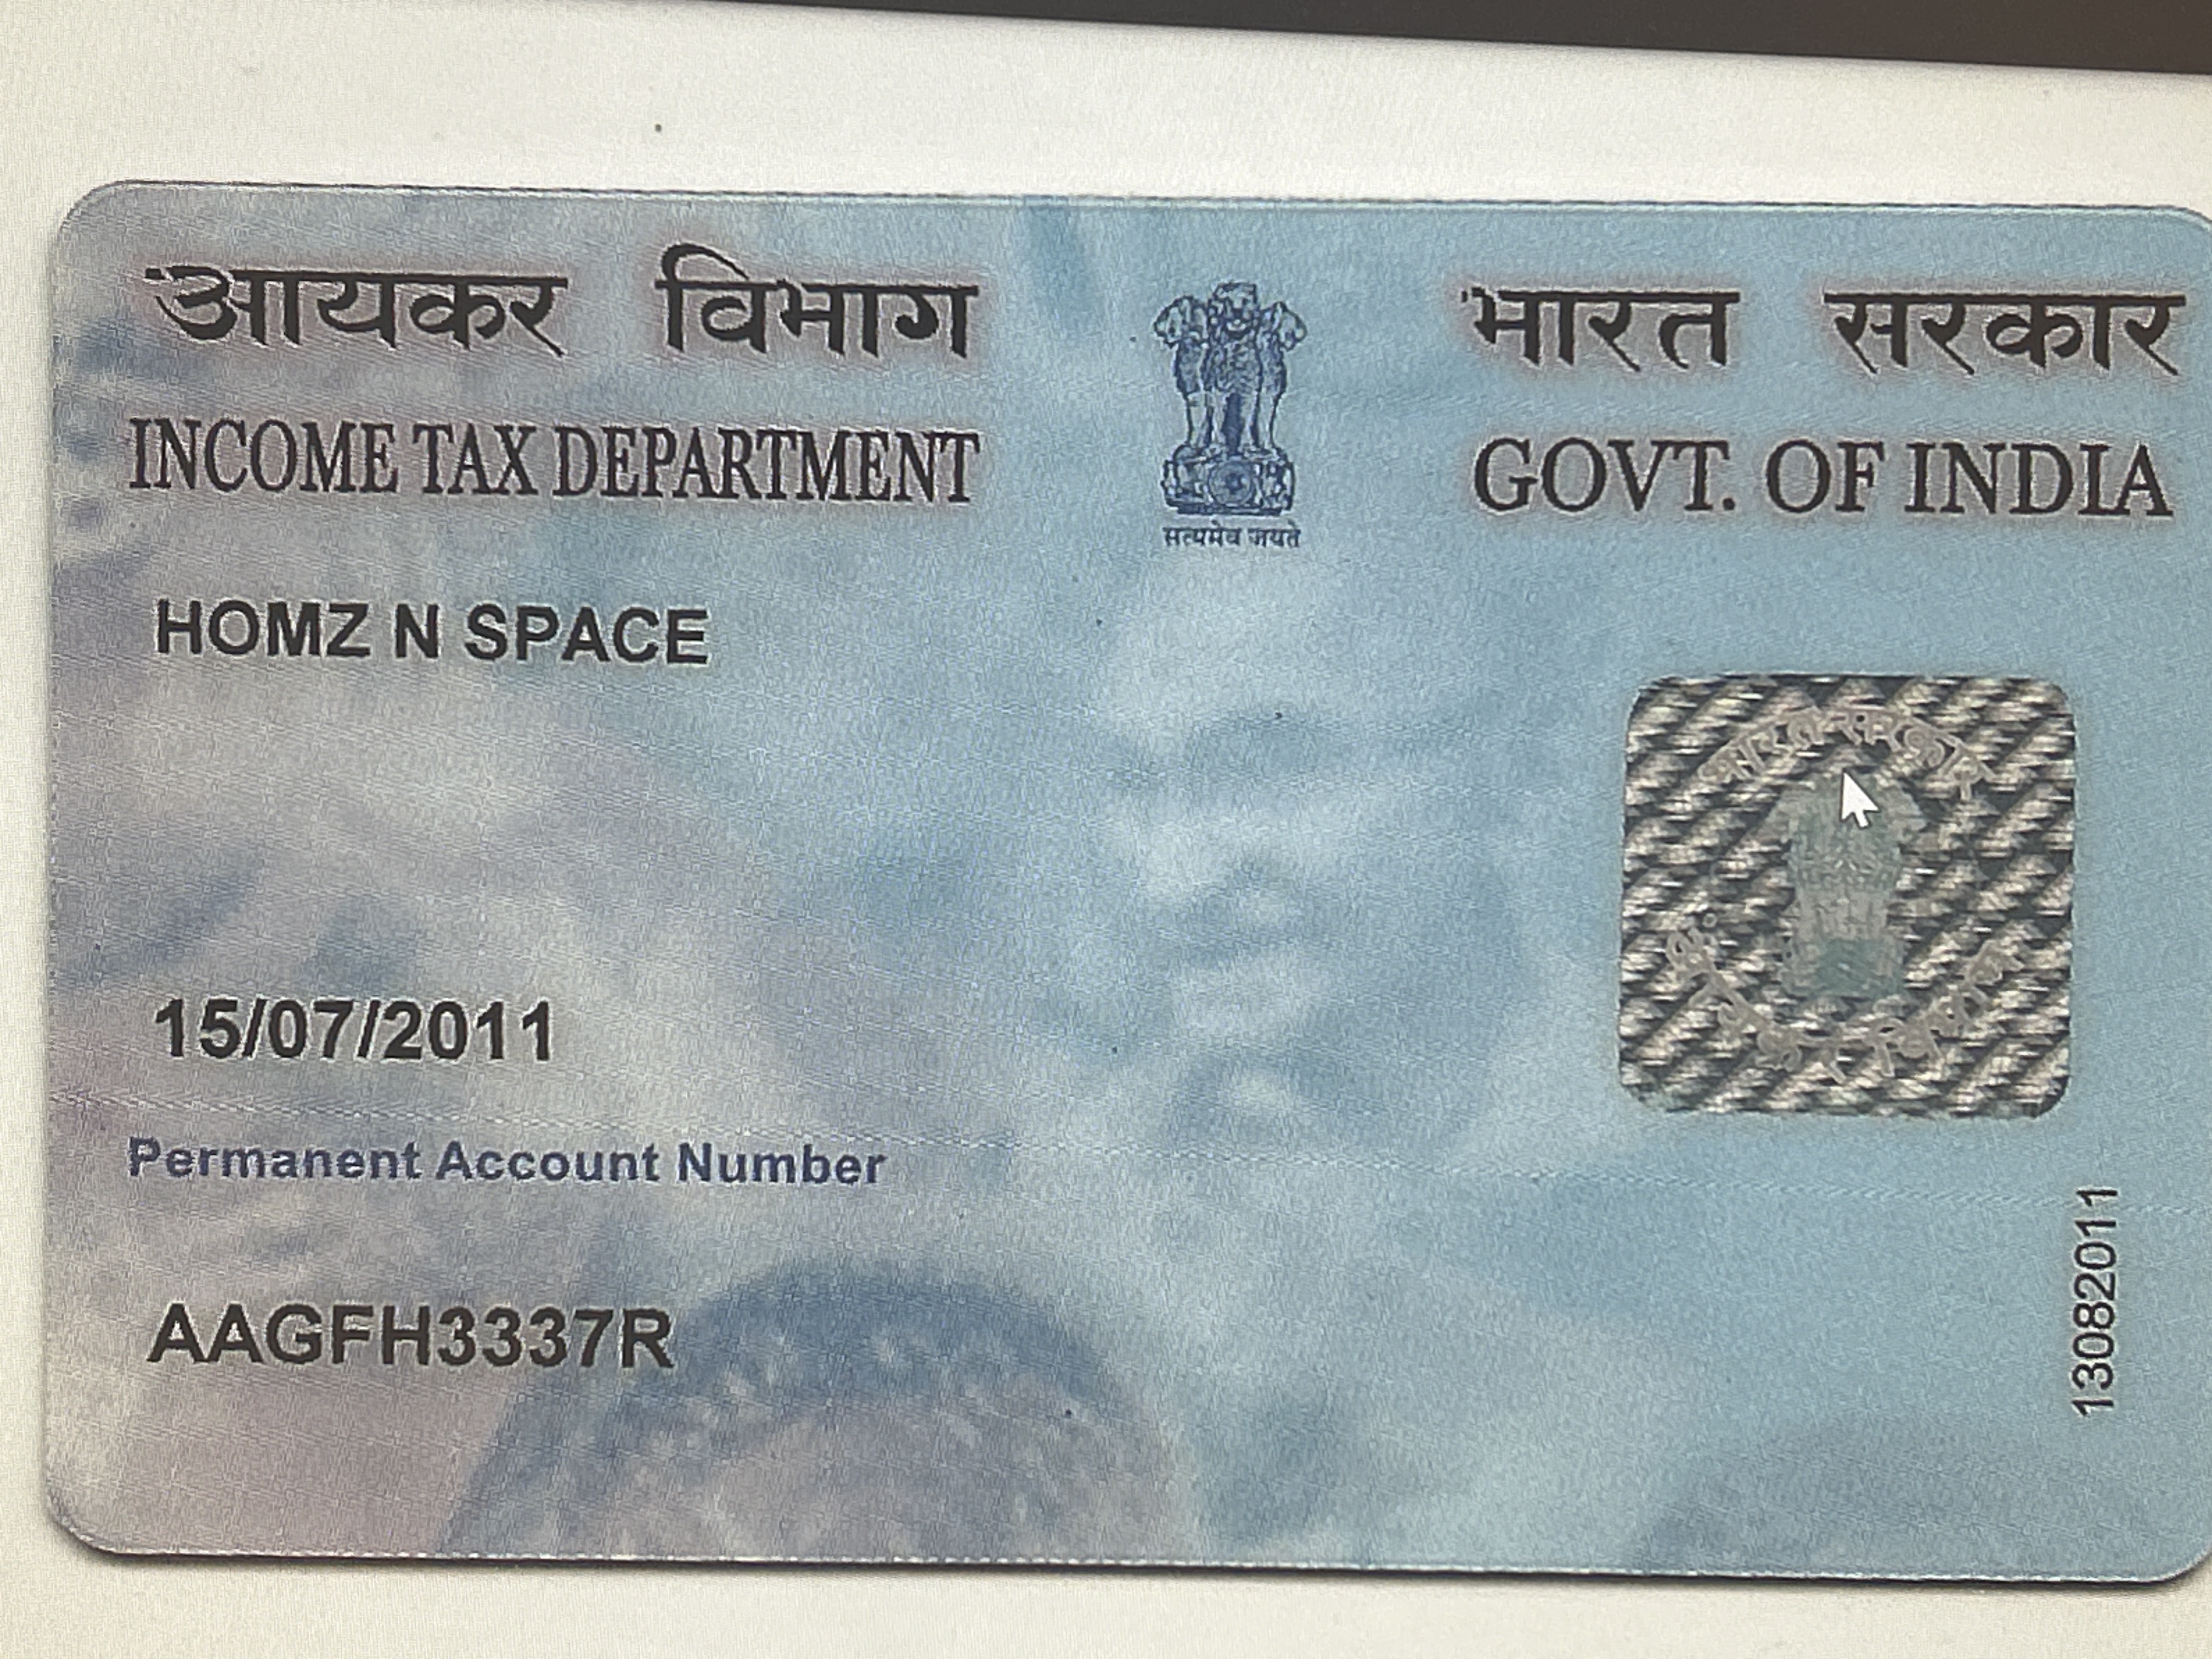 आयकर विभाग
INCOME TAX DEPARTMENT
सत्यमेव जयते
भारत सरकार
GOVT. OF INDIA
HOMZ N SPACE
15/07/2011
Permanent Account Number
AAGFH3337R
13082011